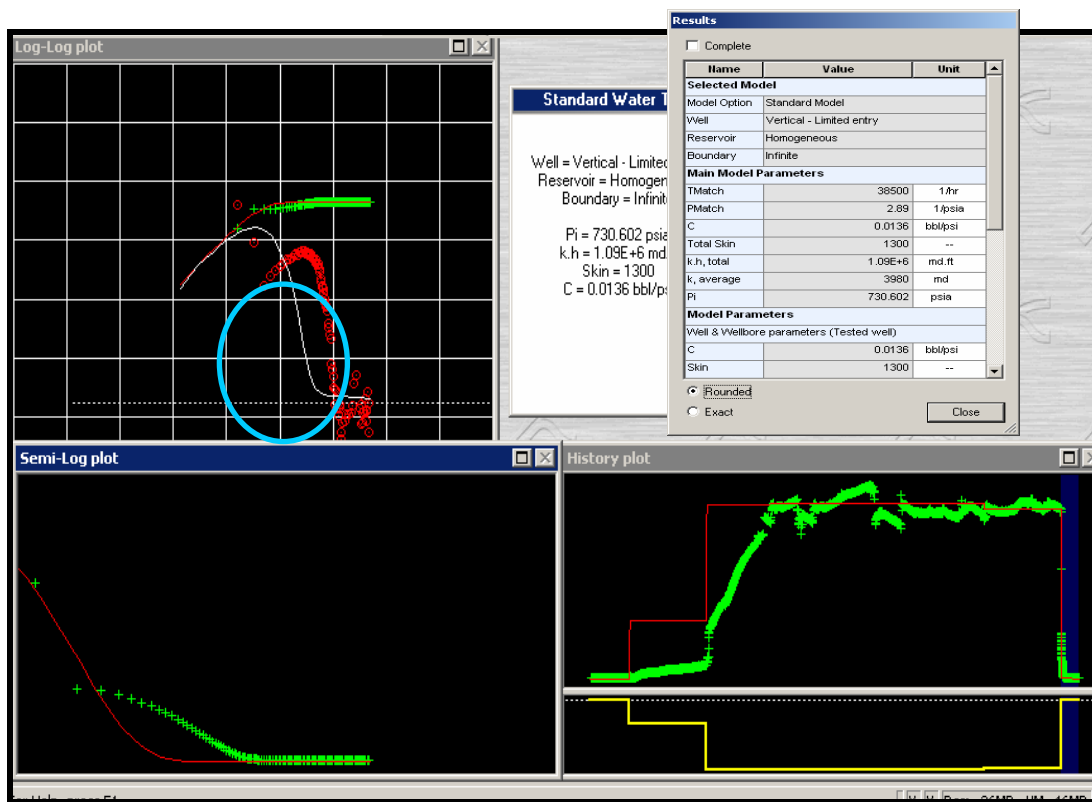 Log-Log plot
Standard Water T
Well = Vertical - Limited
Reservoir = Homogen
Boundary = Infinit
Pi = 730.602 psia
k.h = 1.09E+6 md
Skin = 1300
C = 0.0136 bbl/ps
Results
Complete
Name Value Unit
Selected Model
Model Option Standard Model
Well Vertical - Limited entry
Reservoir Homogeneous
Boundary Infinite
Main Model Parameters
TMatch 38500 1/hr
PMatch 2.89 1/psia
C 0.0136 bbl/psi
Total Skin 1300 --
k.h, total 1.09E+6 md.ft
k, average 3980 md
Pi 730.602 psia
Model Parameters
Well & Wellbore parameters (Tested well)
C 0.0136 bbl/psi
Skin 1300 --
Rounded
Exact
Close
Semi-Log plot
History plot